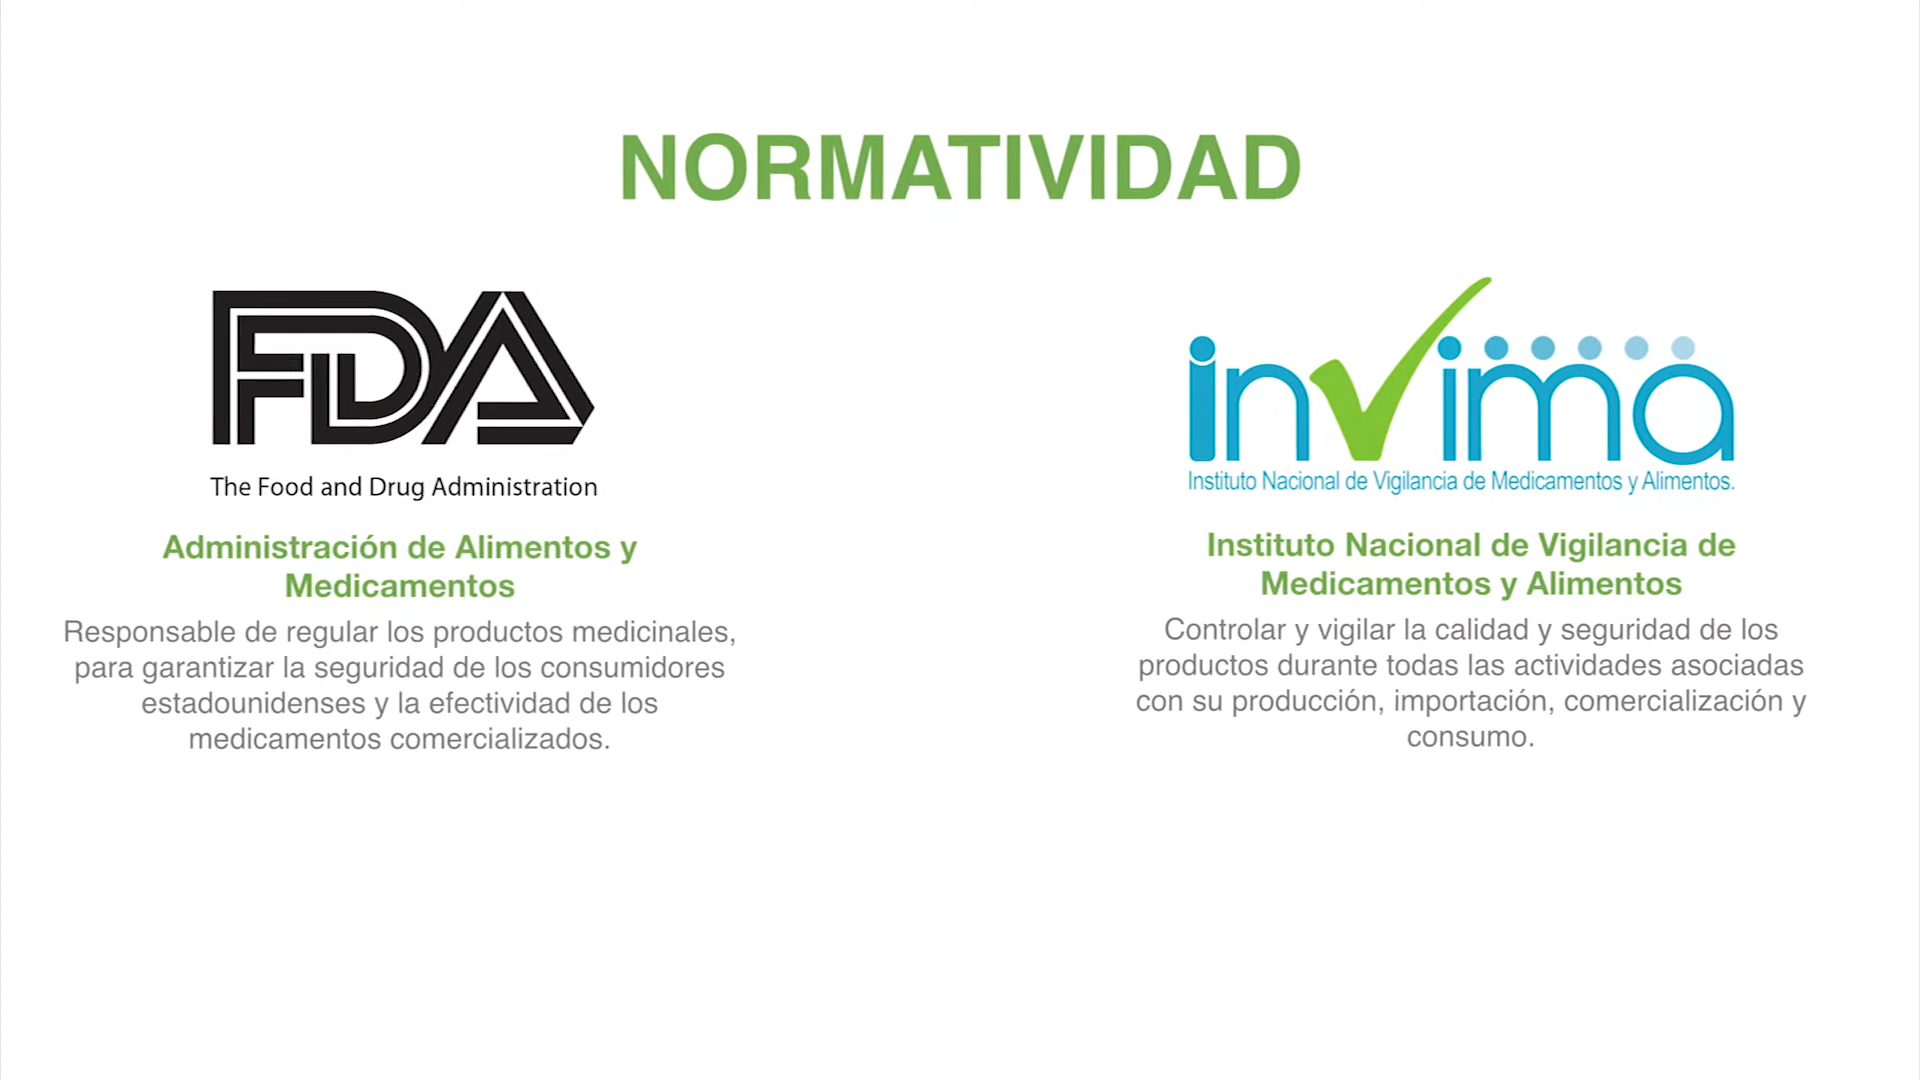 NORMATIVIDAD
FDA
The Food and Drug Administration
Administración de Alimentos y
Medicamentos
Responsable de regular los productos medicinales,
para garantizar la seguridad de los consumidores
estadounidenses y la efectividad de los
medicamentos comercializados.
invima
Instituto Nacional de Vigilancia de Medicamentos y Alimentos.
Instituto Nacional de Vigilancia de
Medicamentos y Alimentos
Controlar y vigilar la calidad y seguridad de los
productos durante todas las actividades asociadas
con su producción, importación, comercialización y
consumo.